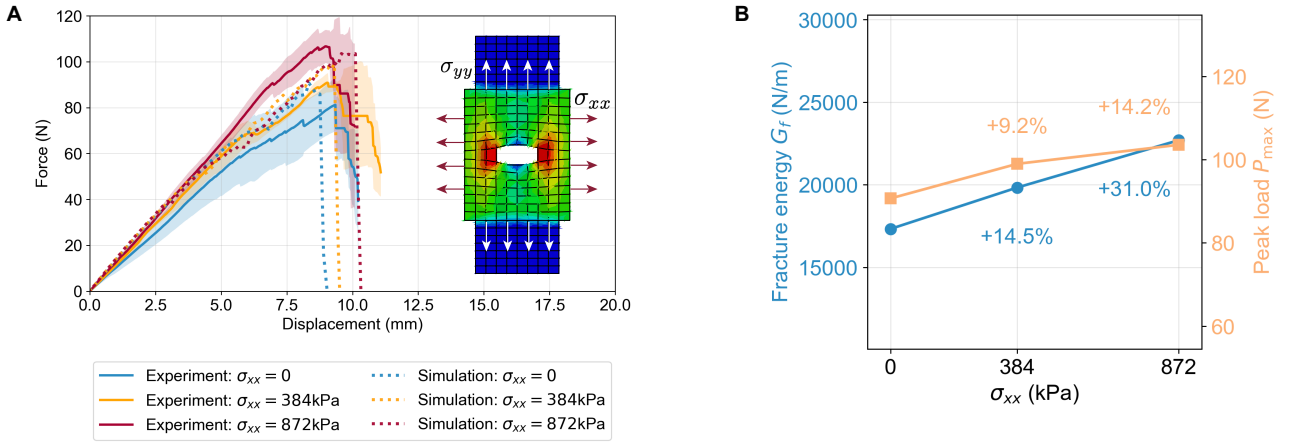 A
120
100
80
60
40
20
0
Force (N)
0.0 2.5 5.0 7.5 10.0 12.5 15.0 17.5 20.0
Displacement (mm)
σyy
σxx
Experiment: σxx = 0
Experiment: σxx = 384kPa
Experiment: σxx = 872kPa
Simulation: σxx = 0
Simulation: σxx = 384kPa
Simulation: σxx = 872kPa
B
30000
25000
20000
15000
Fracture energy Gf (N/m)
+9.2%
+14.2%
+14.5%
+31.0%
120
100
80
60
Peak load Pmax (N)
0 384 872
σxx (kPa)